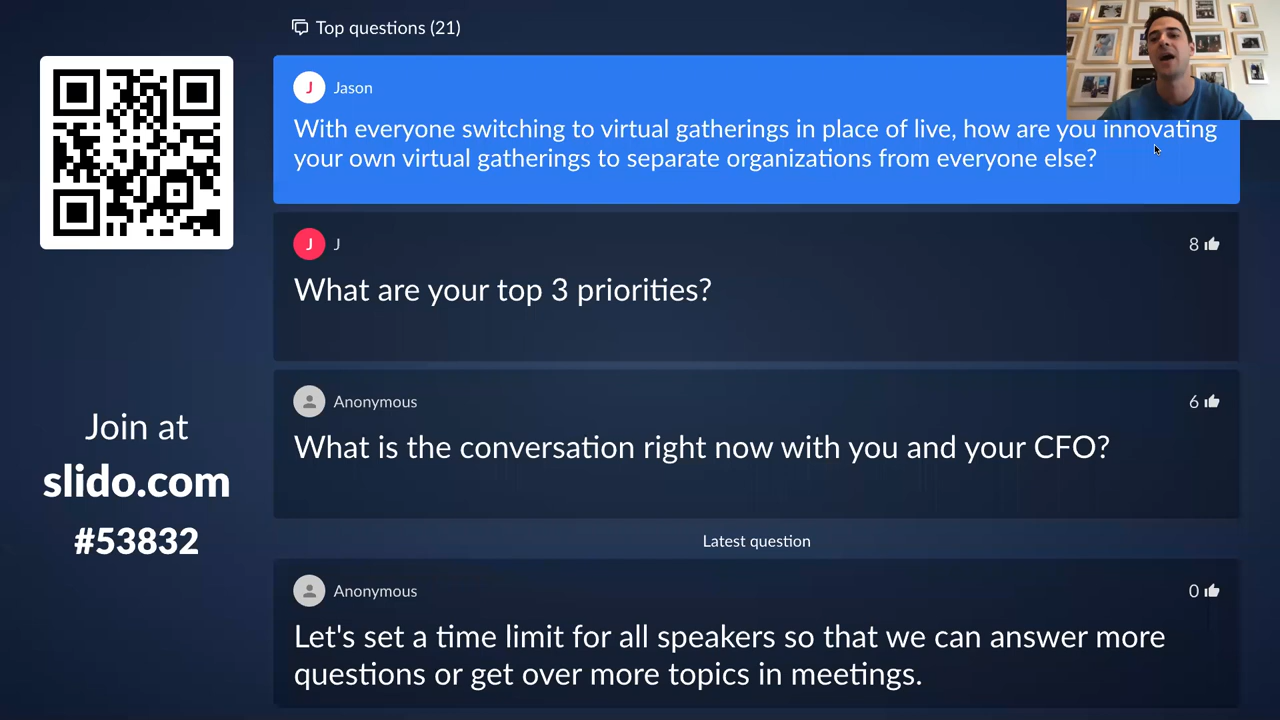 Top questions (21)
J Jason
With everyone switching to virtual gatherings in place of live, how are you innovating
your own virtual gatherings to separate organizations from everyone else?
J J 8
What are your top 3 priorities?
Anonymous 6
What is the conversation right now with you and your CFO?
Join at
slido.com
#53832
Latest question
Anonymous 0
Let's set a time limit for all speakers so that we can answer more
questions or get over more topics in meetings.